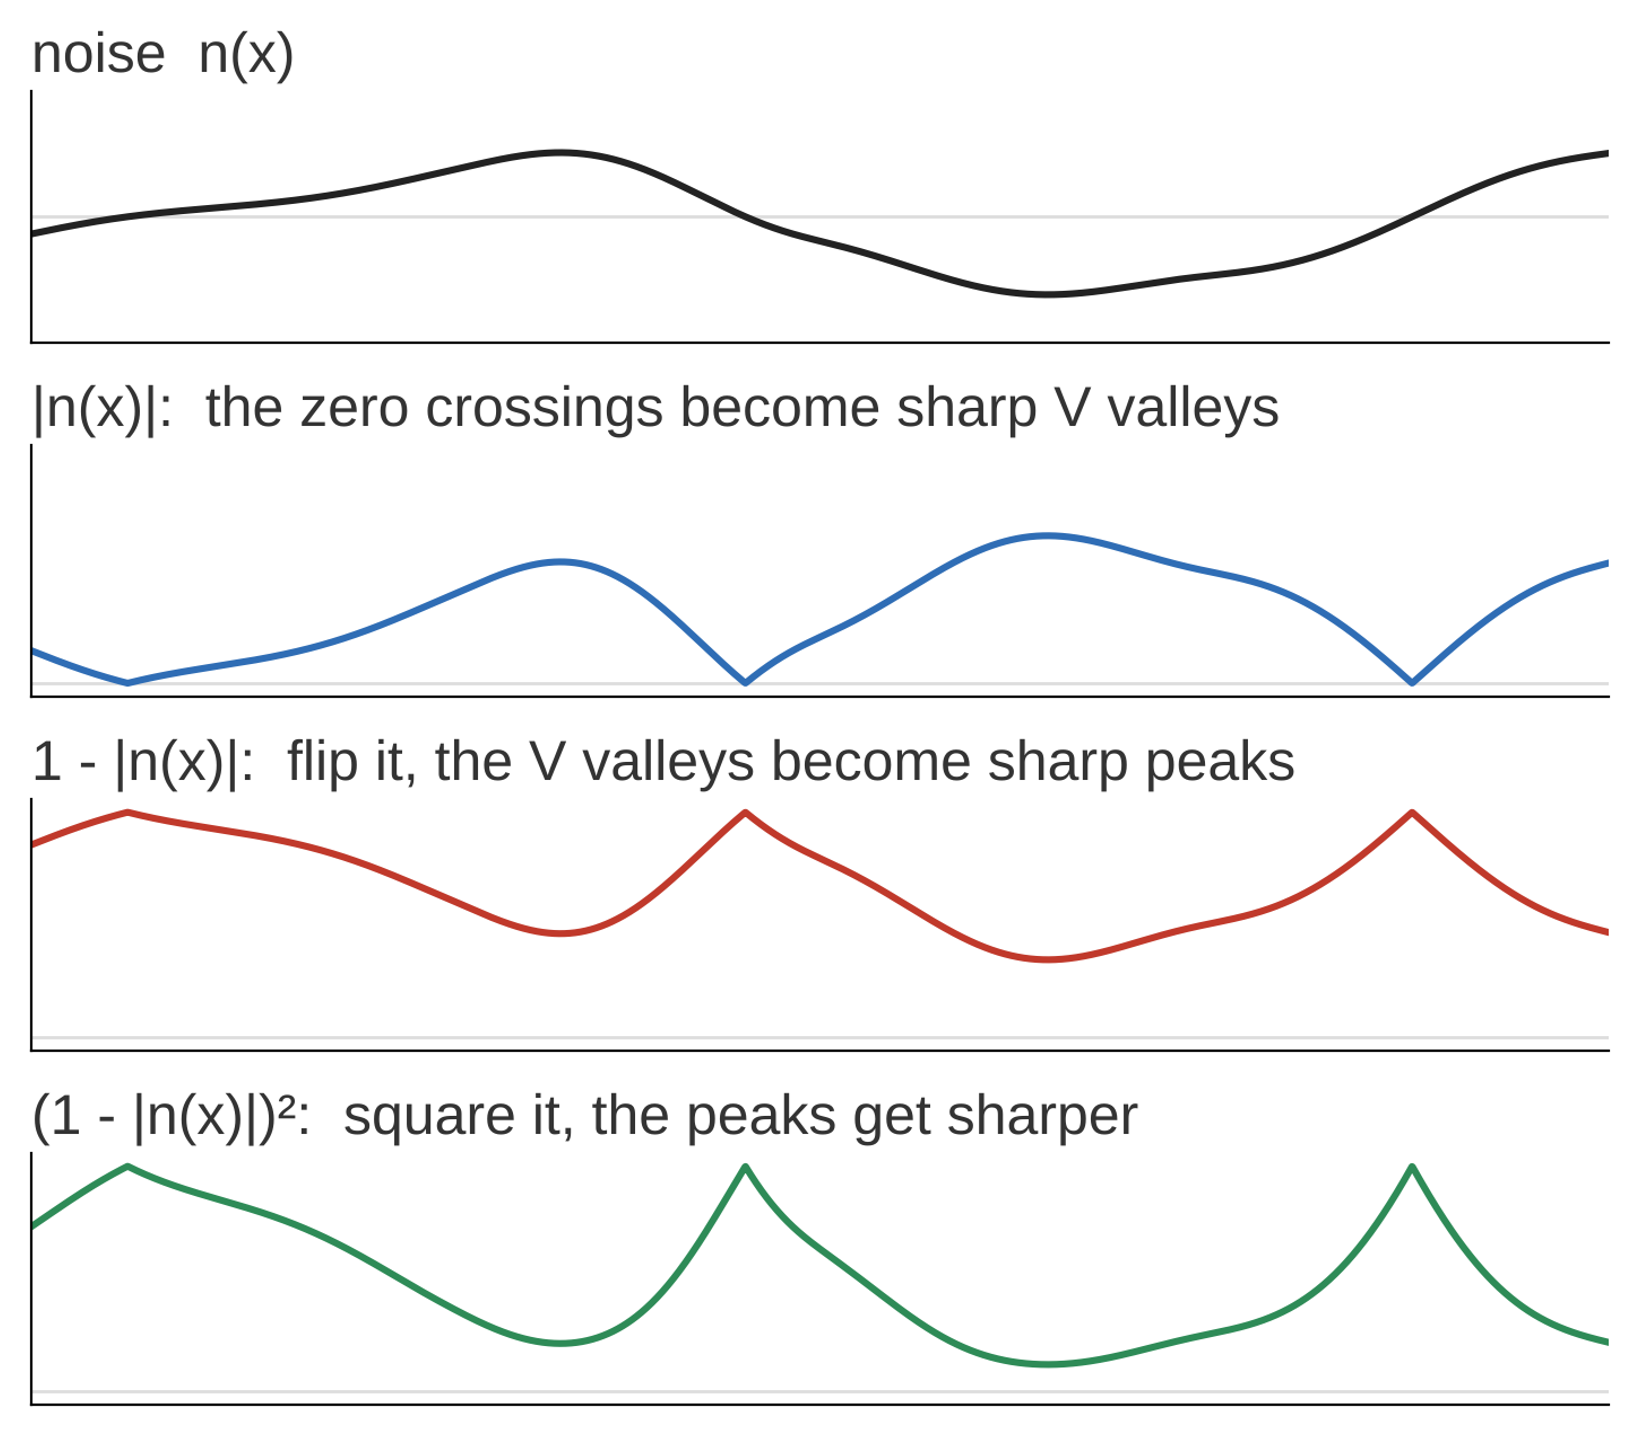 noise  n(x)
|n(x)|:  the zero crossings become sharp V valleys
1 - |n(x)|:  flip it, the V valleys become sharp peaks
(1 - |n(x)|)²:  square it, the peaks get sharper